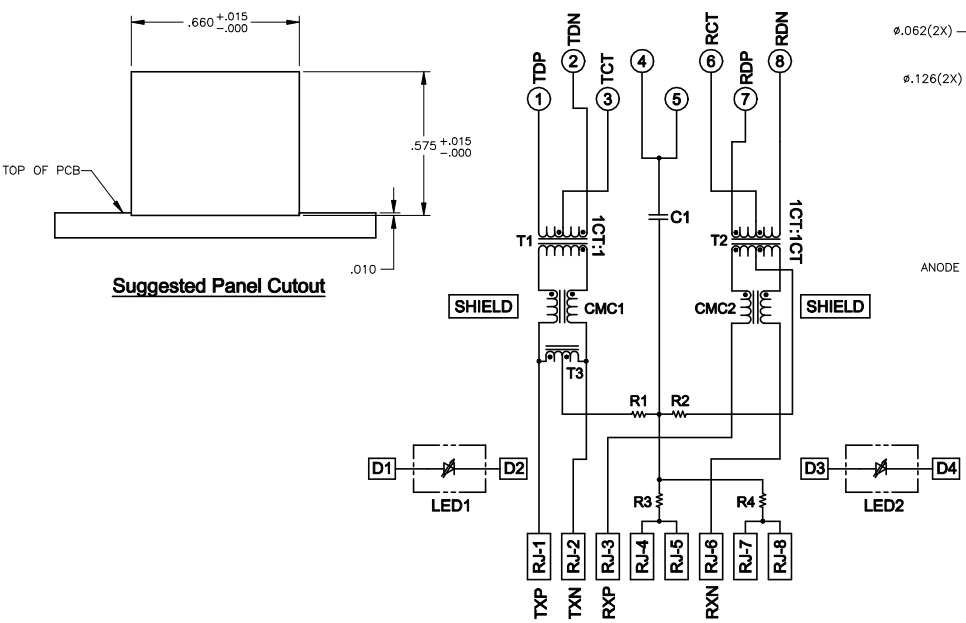 .660 +.015
-.000
.575 +.015
-.000
TOP OF PCB
.010
Suggested Panel Cutout
TDP
TDN
TCT
RCT
RDP
RDN
1
2
3
4
5
6
7
8
ø.062(2X)
ø.126(2X)
ANODE
T1
1CT:1
C1
T2
1CT:1CT
SHIELD
CMC1
CMC2
SHIELD
T3
R1
R2
D1
D2
LED1
D3
D4
LED2
R3
R4
RJ-1
RJ-2
RJ-3
RJ-4
RJ-5
RJ-6
RJ-7
RJ-8
TXP
TXN
RXP
RXN